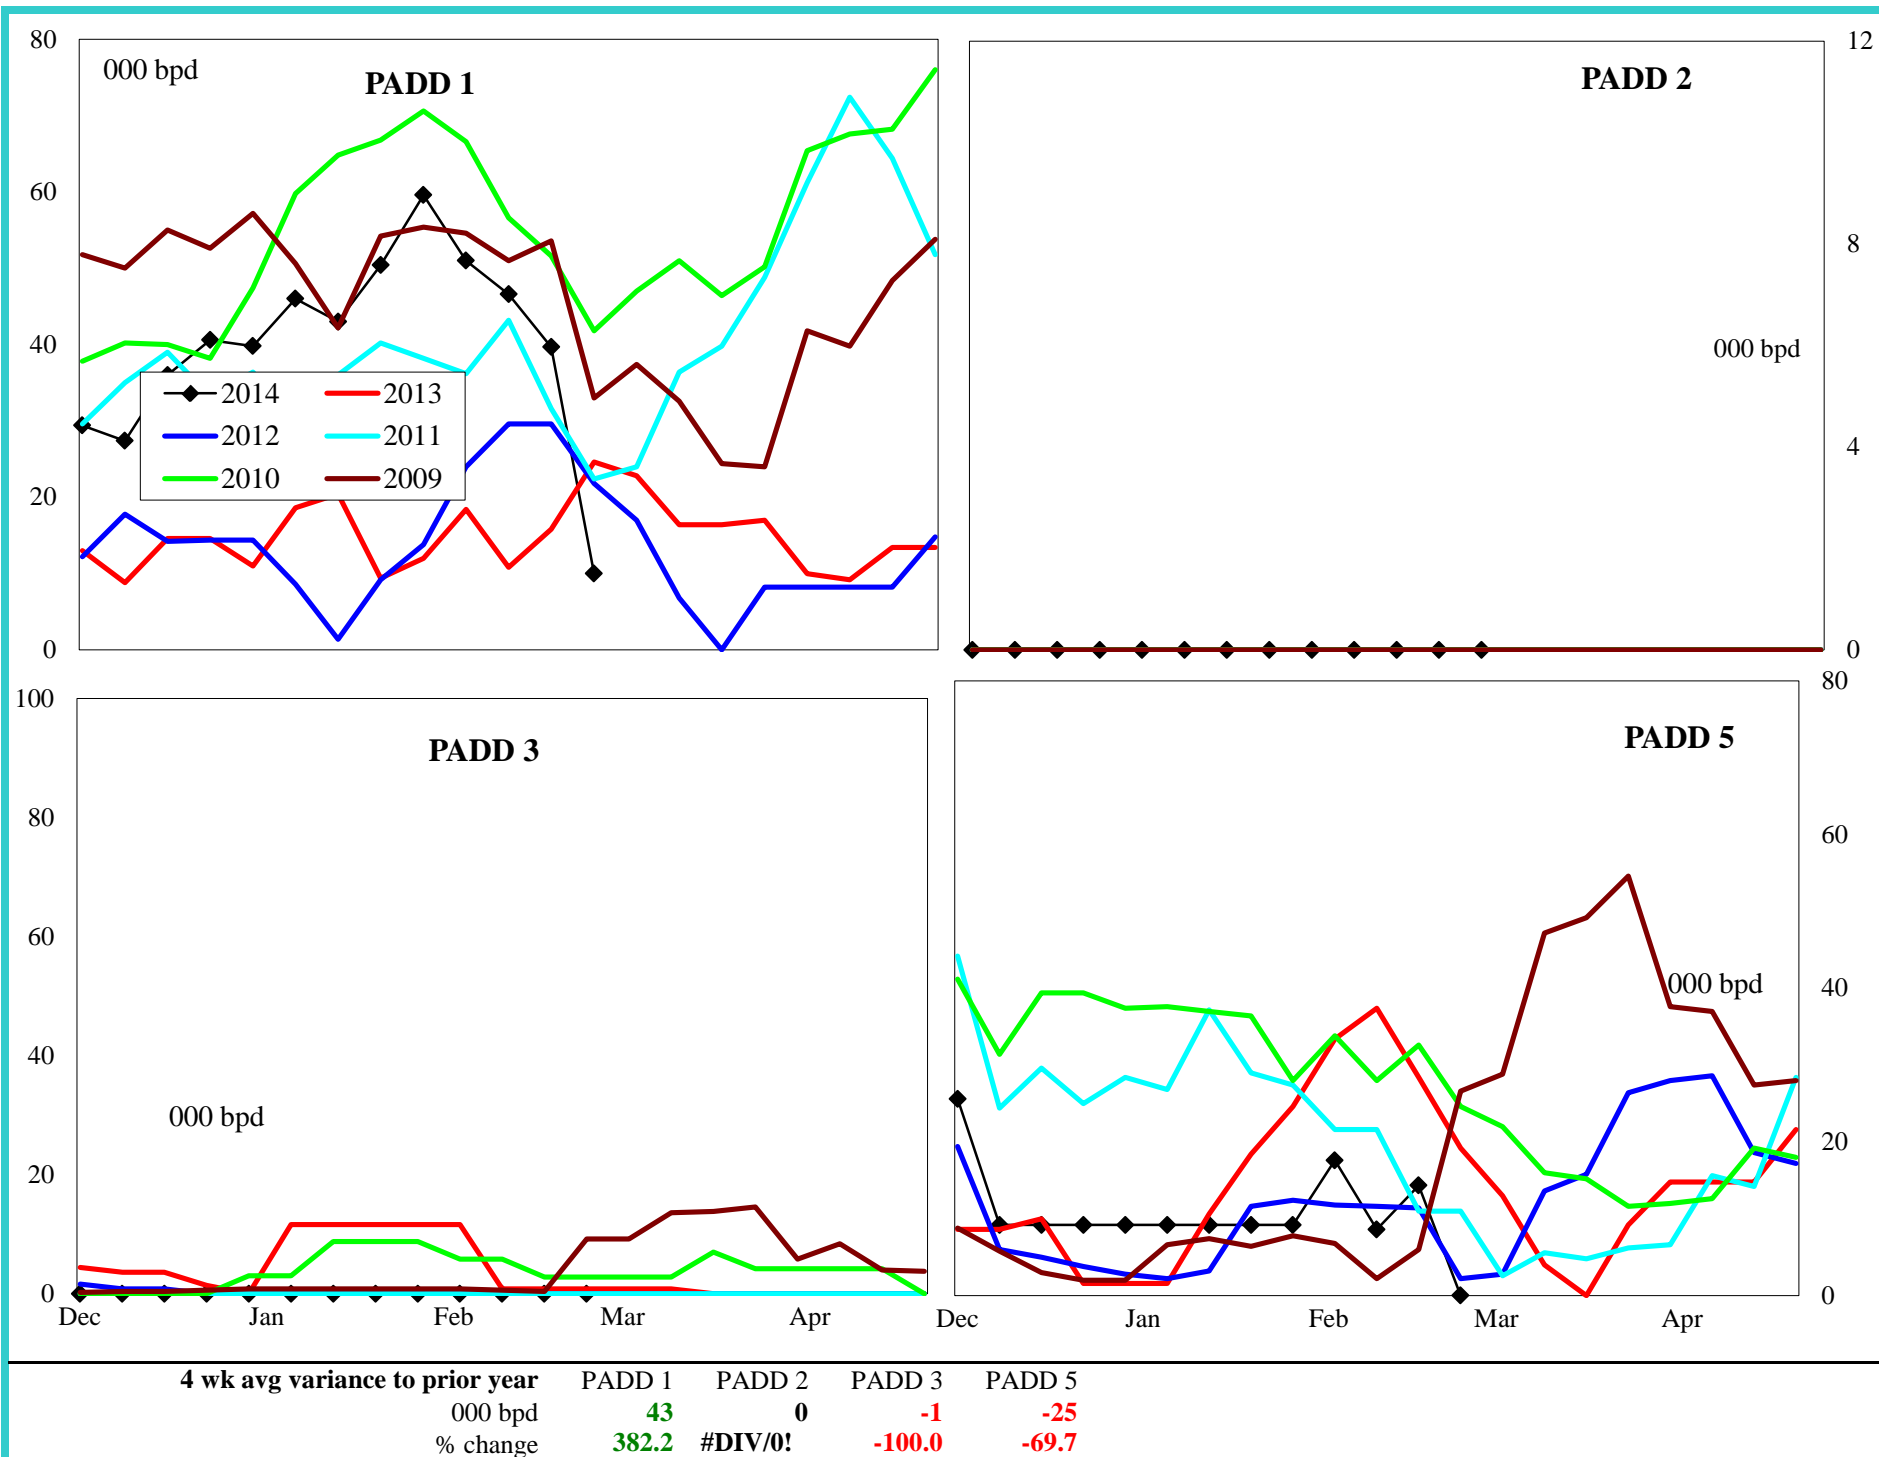 80
60
40
20
0
000 bpd
PADD 1
2014 2013
2012 2011
2010 2009
PADD 2
000 bpd
12
8
4
0
100
80
60
40
20
0
PADD 3
000 bpd
Dec Jan Feb Mar Apr
PADD 5
000 bpd
80
60
40
20
0
Dec Jan Feb Mar Apr
4 wk avg variance to prior year PADD 1 PADD 2 PADD 3 PADD 5
000 bpd 43 0 -1 -25
% change 382.2 #DIV/0! -100.0 -69.7